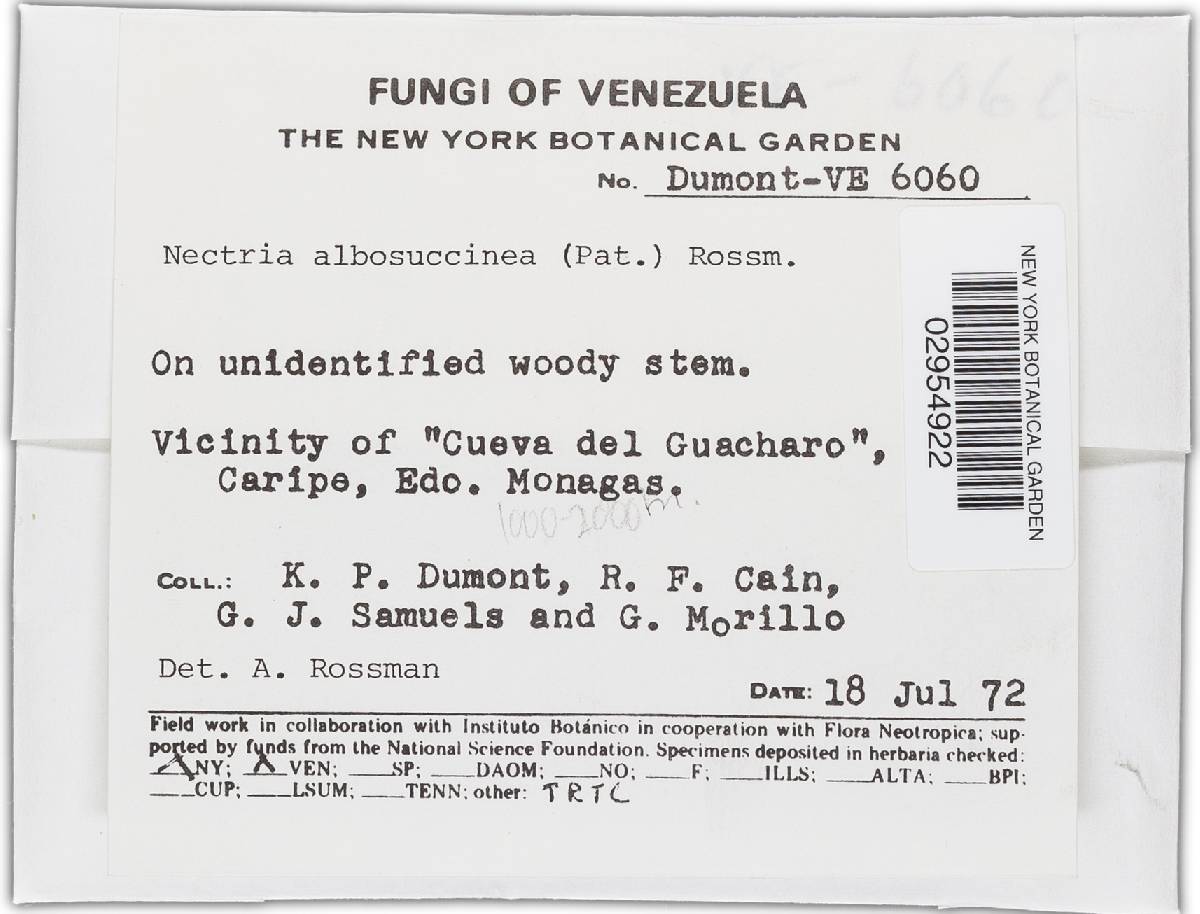 FUNGI OF VENEZUELA
THE NEW YORK BOTANICAL GARDEN
No. Dumont-VE 6060
Nectria albosuccinea (Pat.) Rossm.
On unidentified woody stem.
Vicinity of "Cueva del Guacharo",
Caripe, Edo. Monagas.
1000-2000 m.
COLL.: K. P. Dumont, R. F. Cain,
G. J. Samuels and G. Morillo
Det. A. Rossman
DATE: 18 Jul 72
Field work in collaboration with Instituto Botánico in cooperation with Flora Neotropica; sup-
ported by funds from the National Science Foundation. Specimens deposited in herbaria checked:
X NY; X VEN; ___SP; ___DAOM; ___NO; ___F; ___ILLS; ___ALTA; ___BPI;
___CUP; ___LSUM; ___TENN; other: TRTC
NEW YORK BOTANICAL GARDEN
02954922